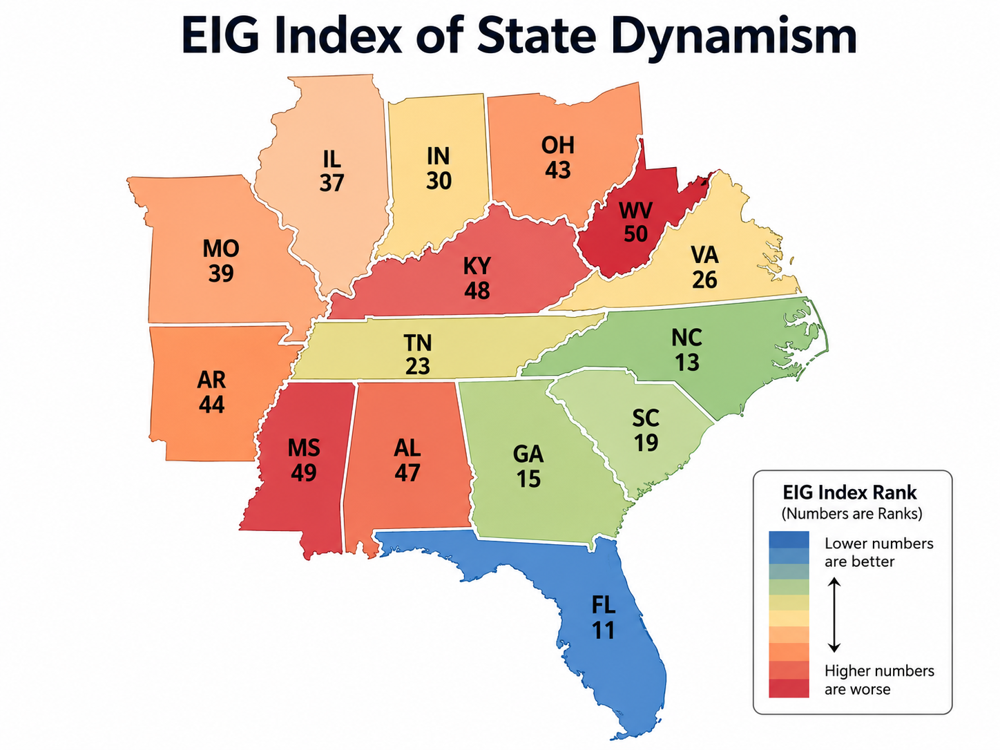 EIG Index of State Dynamism
IL
37
IN
30
OH
43
WV
50
MO
39
KY
48
VA
26
TN
23
NC
13
AR
44
MS
49
AL
47
GA
15
SC
19
FL
11
EIG Index Rank
(Numbers are Ranks)
Lower numbers
are better
Higher numbers
are worse